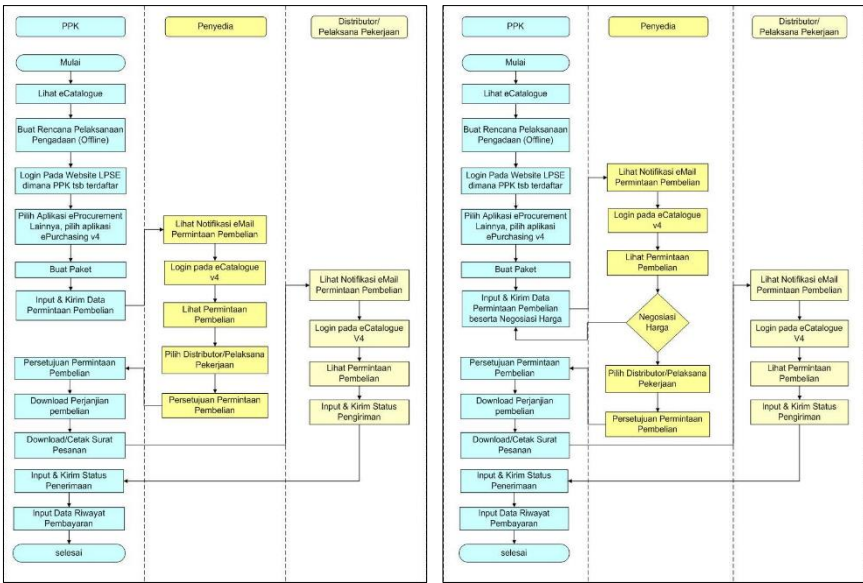 PPK
Penyedia
Distributor/
Pelaksana Pekerjaan
Mulai
Lihat eCatalogue
Buat Rencana Pelaksanaan
Pengadaan (Offline)
Login Pada Website LPSE
dimana PPK tsb terdaftar
Pilih Aplikasi eProcurement
Lainnya, pilih aplikasi
ePurchasing v4
Buat Paket
Input & Kirim Data
Permintaan Pembelian
Lihat Notifikasi eMail
Permintaan Pembelian
Login pada eCatalogue
v4
Lihat Permintaan
Pembelian
Pilih Distributor/Pelaksana
Pekerjaan
Persetujuan Permintaan
Pembelian
Persetujuan Permintaan
Pembelian
Download Perjanjian
pembelian
Download/Cetak Surat
Pesanan
Lihat Notifikasi eMail
Permintaan Pembelian
Login pada eCatalogue
V4
Lihat Permintaan
Pembelian
Input & Kirim Status
Pengiriman
Input & Kirim Status
Penerimaan
Input Data Riwayat
Pembayaran
selesai
PPK
Penyedia
Distributor/
Pelaksana Pekerjaan
Mulai
Lihat eCatalogue
Buat Rencana Pelaksanaan
Pengadaan (Offline)
Login Pada Website LPSE
dimana PPK tsb terdaftar
Pilih Aplikasi eProcurement
Lainnya, pilih aplikasi
ePurchasing v4
Buat Paket
Input & Kirim Data
Permintaan Pembelian
beserta Negosiasi Harga
Lihat Notifikasi eMail
Permintaan Pembelian
Login pada eCatalogue
v4
Lihat Permintaan
Pembelian
Negosiasi
Harga
Pilih Distributor/Pelaksana
Pekerjaan
Persetujuan Permintaan
Pembelian
Persetujuan Permintaan
Pembelian
Download Perjanjian
pembelian
Download/Cetak Surat
Pesanan
Lihat Notifikasi eMail
Permintaan Pembelian
Login pada eCatalogue
V4
Lihat Permintaan
Pembelian
Input & Kirim Status
Pengiriman
Input & Kirim Status
Penerimaan
Input Data Riwayat
Pembayaran
selesai